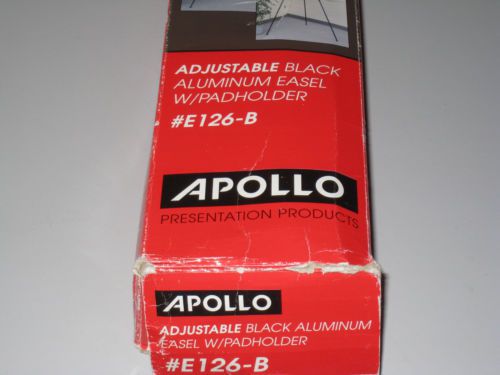 ADJUSTABLE BLACK
ALUMINUM EASEL
W/PADHOLDER
#E126-B
APOLLO
PRESENTATION PRODUCTS
APOLLO
ADJUSTABLE BLACK ALUMINUM
EASEL W/PADHOLDER
#E126-B